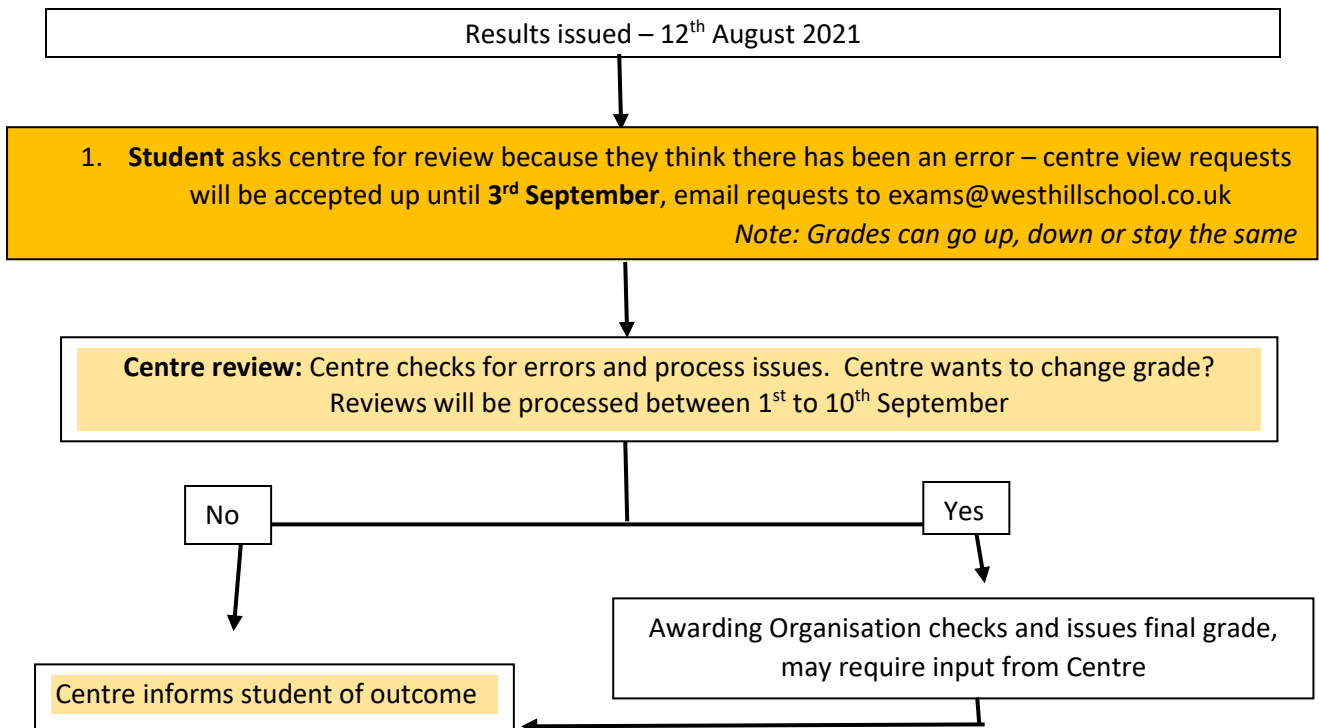 Results issued – 12th August 2021
1. Student asks centre for review because they think there has been an error – centre view requests
will be accepted up until 3rd September, email requests to exams@westhillschool.co.uk
Note: Grades can go up, down or stay the same
Centre review: Centre checks for errors and process issues. Centre wants to change grade?
Reviews will be processed between 1st to 10th September
No
Yes
Awarding Organisation checks and issues final grade,
may require input from Centre
Centre informs student of outcome